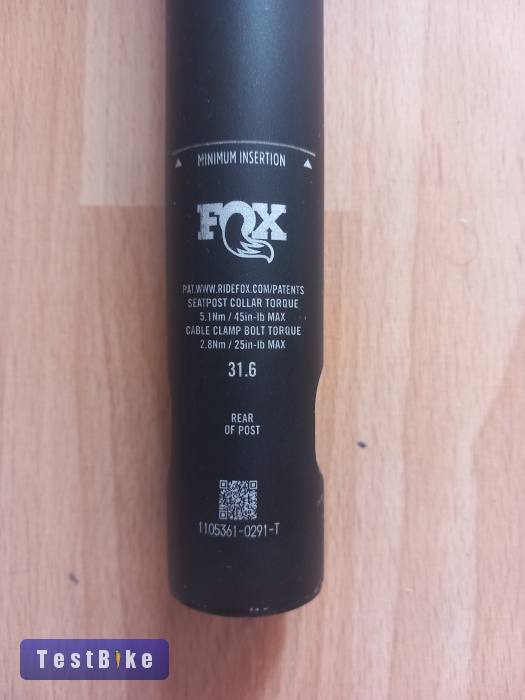 MINIMUM INSERTION
FOX
PAT.WWW.RIDEFOX.COM/PATENTS
SEATPOST COLLAR TORQUE
5.1Nm / 45in-lb MAX
CABLE CLAMP BOLT TORQUE
2.8Nm / 25in-lb MAX
31.6
REAR
OF POST
1105361-0291-T
TestBike